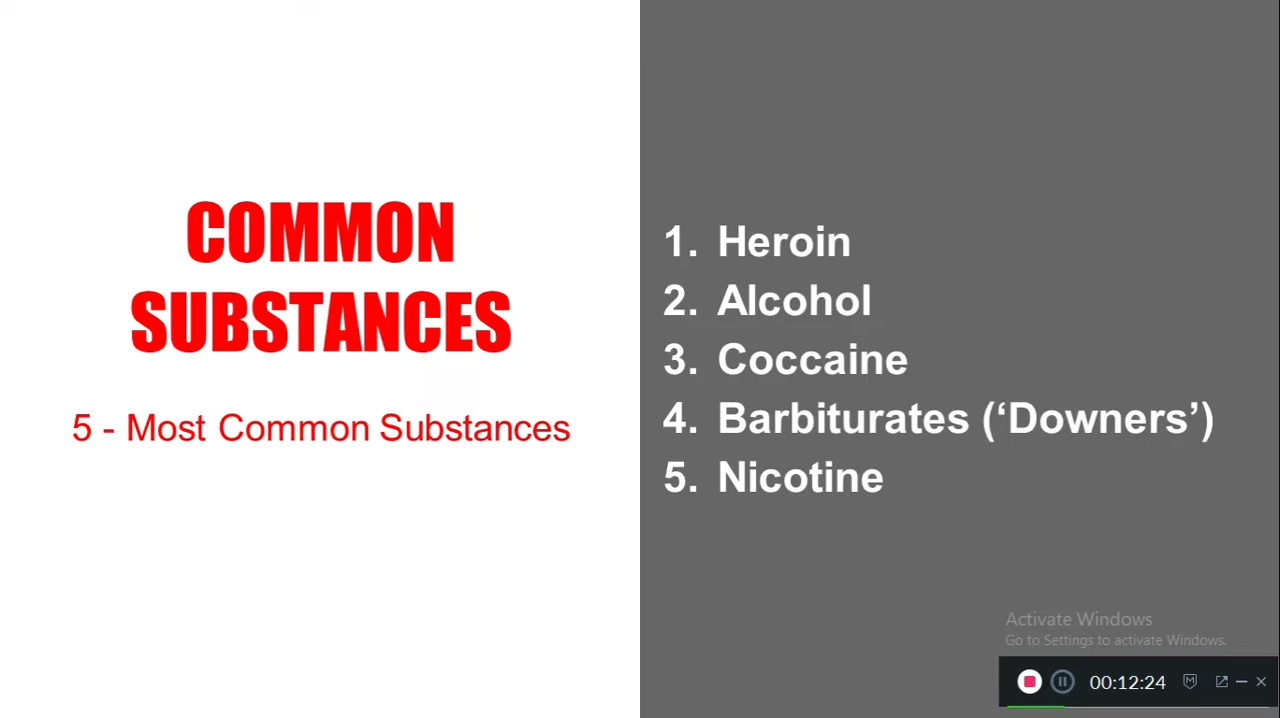 COMMON
SUBSTANCES
5 - Most Common Substances
1. Heroin
2. Alcohol
3. Coccaine
4. Barbiturates (‘Downers’)
5. Nicotine
Activate Windows
Go to Settings to activate Windows.
00:12:24